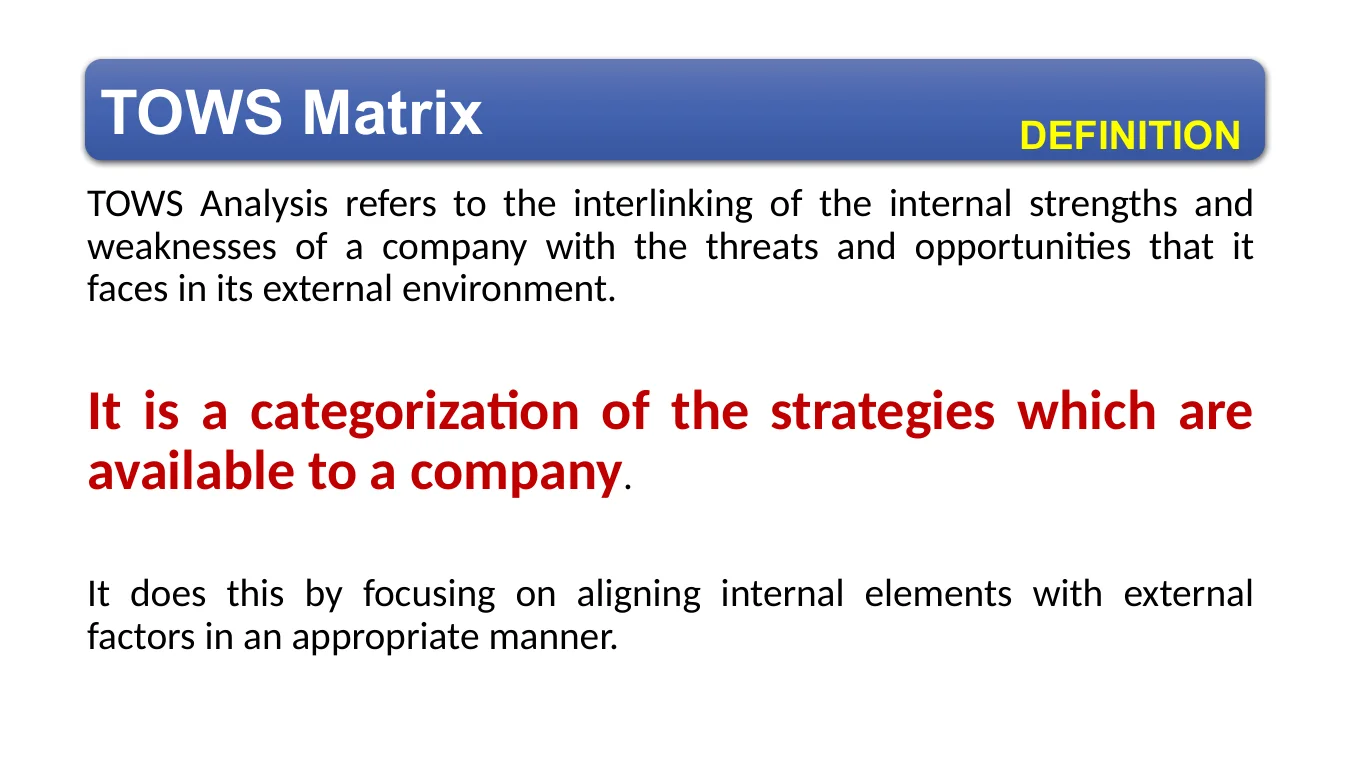 TOWS Matrix
DEFINITION
TOWS Analysis refers to the interlinking of the internal strengths and
weaknesses of a company with the threats and opportunities that it
faces in its external environment.
It is a categorization of the strategies which are
available to a company.
It does this by focusing on aligning internal elements with external
factors in an appropriate manner.